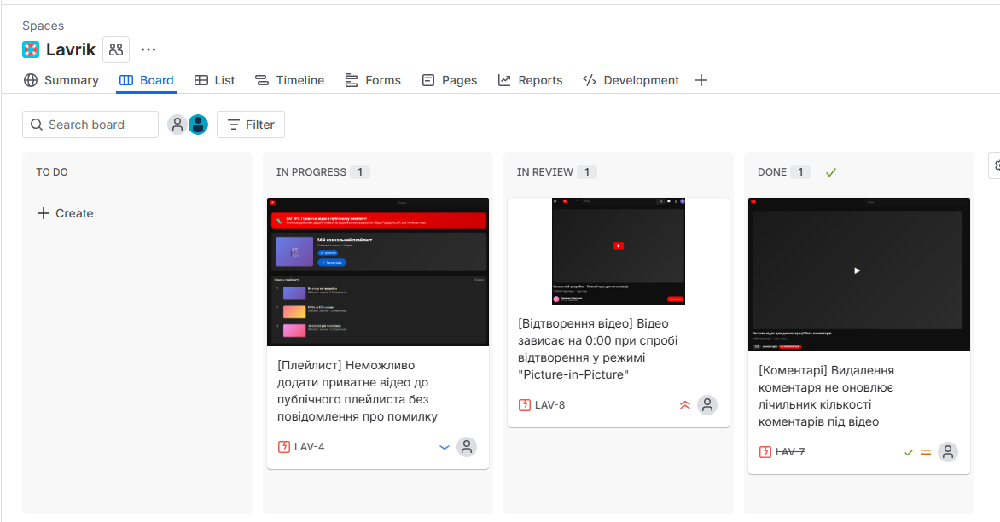 Spaces
Lavrik
Summary
Board
List
Timeline
Forms
Pages
Reports
Development
Search board
Filter
TO DO
Create
IN PROGRESS 1
Мій навчальний плейлист
[Плейлист] Неможливо
додати приватне відео до
публічного плейлиста без
повідомлення про помилку
LAV-4
IN REVIEW 1
[Відтворення відео] Відео
зависає на 0:00 при спробі
відтворення у режимі
"Picture-in-Picture"
LAV-8
DONE 1
[Коментарі] Видалення
коментаря не оновлює
лічильник кількості
коментарів під відео
LAV-7